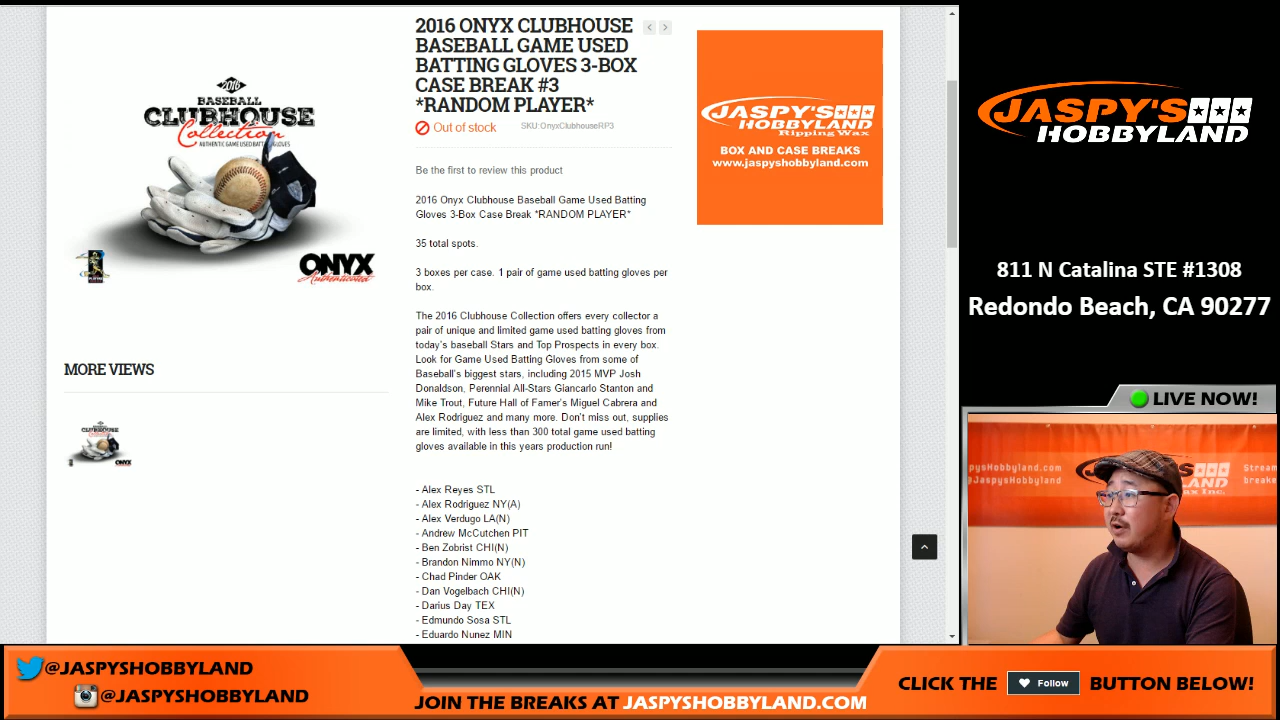 2016
BASEBALL
CLUBHOUSE
Collection
AUTHENTIC GAME USED BATTING GLOVES
ONYX
Authenticated
MORE VIEWS
2016 ONYX CLUBHOUSE
BASEBALL GAME USED
BATTING GLOVES 3-BOX
CASE BREAK #3
*RANDOM PLAYER*
Out of stock
SKU:OnyxClubhouseRP3
Be the first to review this product
2016 Onyx Clubhouse Baseball Game Used Batting
Gloves 3-Box Case Break *RANDOM PLAYER*
35 total spots.
3 boxes per case. 1 pair of game used batting gloves per
box.
The 2016 Clubhouse Collection offers every collector a
pair of unique and limited game used batting gloves from
today's baseball Stars and Top Prospects in every box.
Look for Game Used Batting Gloves from some of
Baseball's biggest stars, including 2015 MVP Josh
Donaldson, Perennial All-Stars Giancarlo Stanton and
Mike Trout, Future Hall of Famer's Miguel Cabrera and
Alex Rodriguez and many more. Don't miss out, supplies
are limited, with less than 300 total game used batting
gloves available in this years production run!
- Alex Reyes STL
- Alex Rodriguez NY(A)
- Alex Verdugo LA(N)
- Andrew McCutchen PIT
- Ben Zobrist CHI(N)
- Brandon Nimmo NY(N)
- Chad Pinder OAK
- Dan Vogelbach CHI(N)
- Darius Day TEX
- Edmundo Sosa STL
- Eduardo Nunez MIN
JASPY'S
HOBBYLAND
Ripping Wax
BOX AND CASE BREAKS
www.jaspyshobbyland.com
JASPY'S
HOBBYLAND
811 N Catalina STE #1308
Redondo Beach, CA 90277
LIVE NOW!
pyshobbyland.com
@JaspysHobbyland
Stream
breake
@JASPYSHOBBYLAND
@JASPYSHOBBYLAND
JOIN THE BREAKS AT JASPYSHOBBYLAND.COM
CLICK THE Follow BUTTON BELOW!